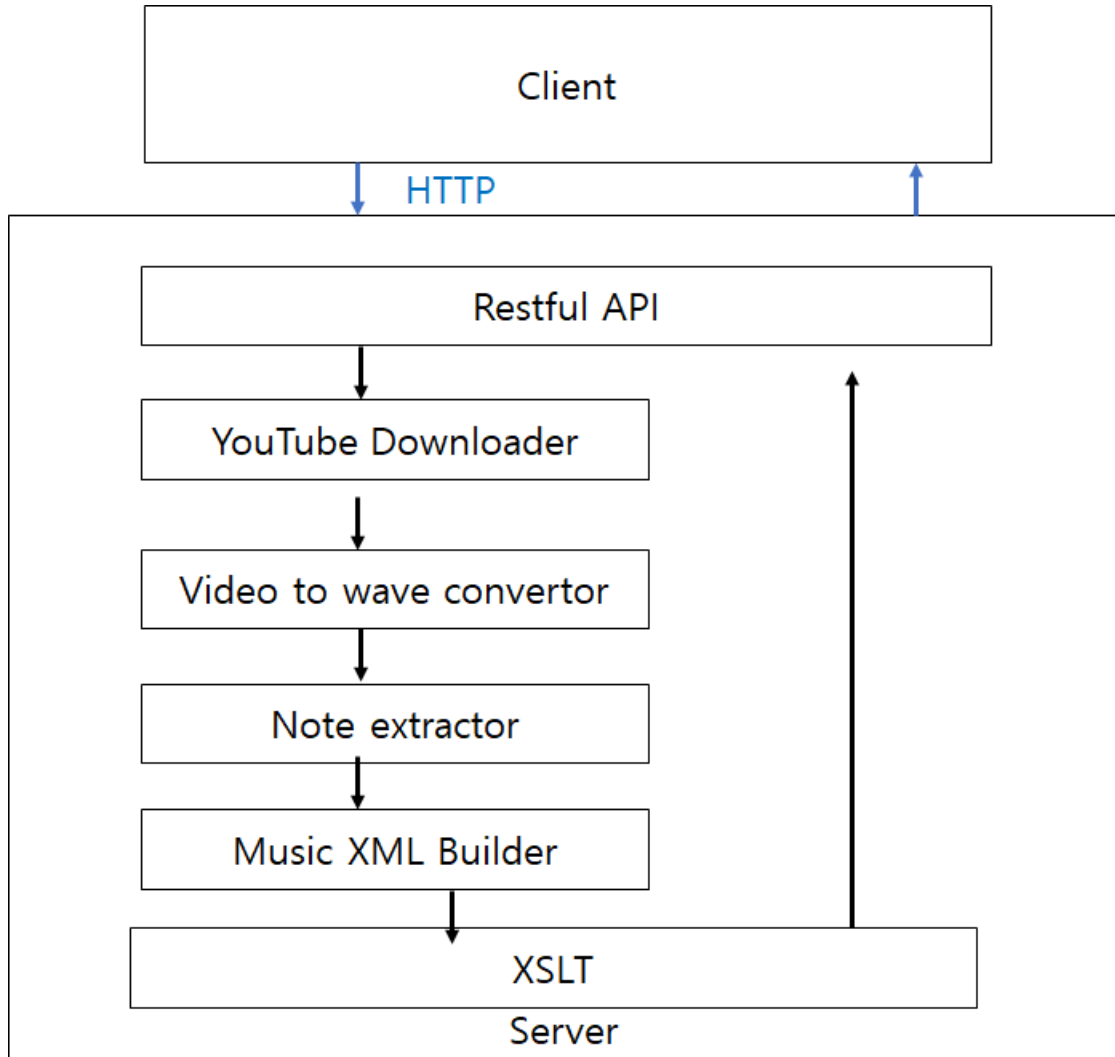 Client
HTTP
Restful API
YouTube Downloader
Video to wave convertor
Note extractor
Music XML Builder
XSLT
Server